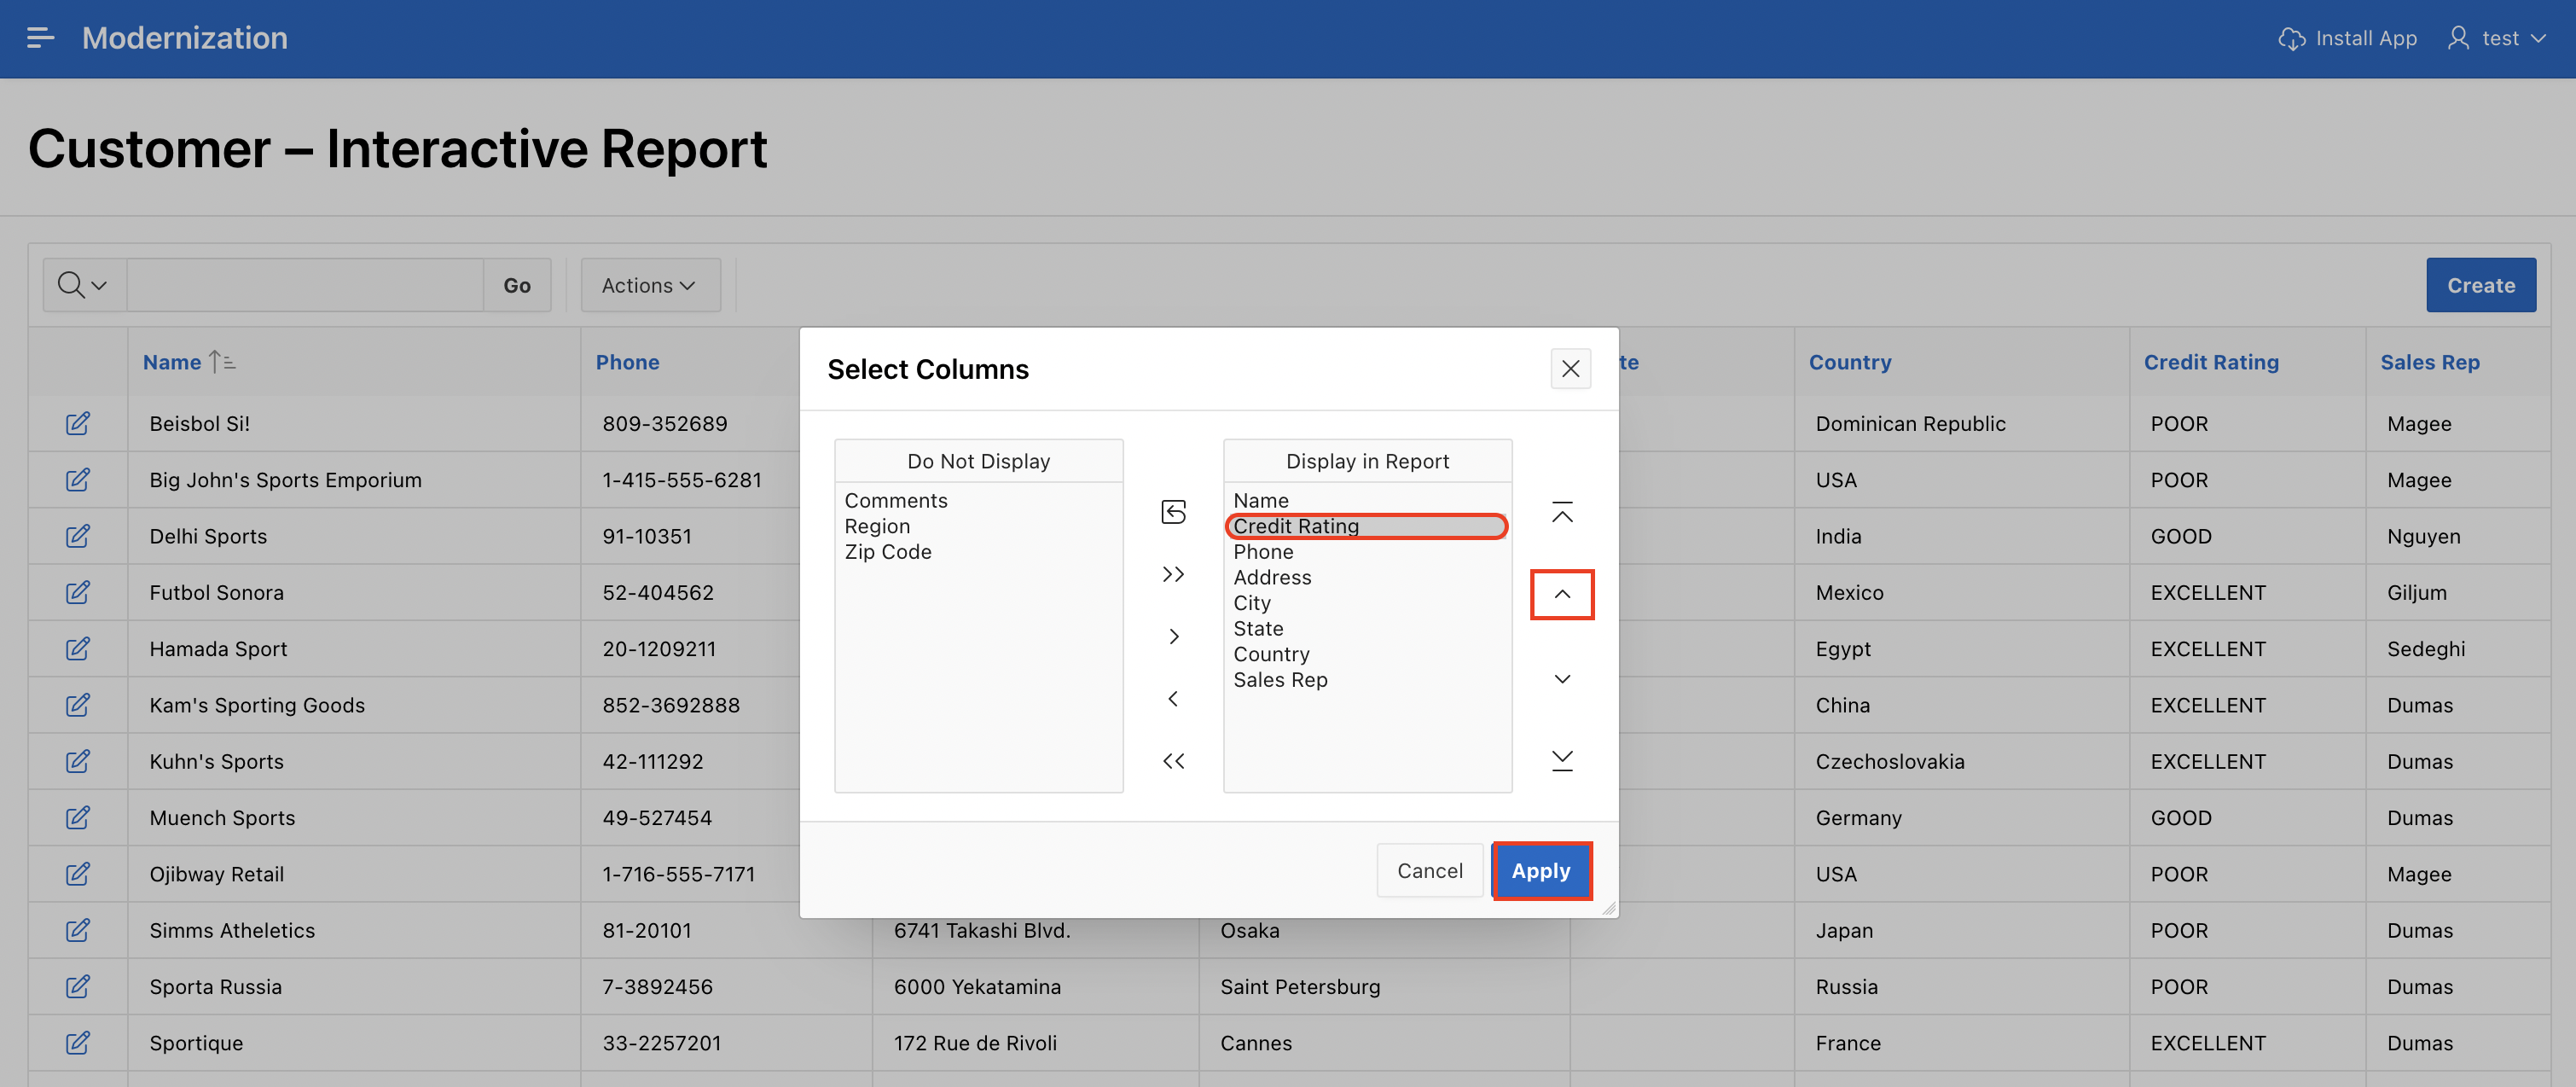 Modernization
Install App
test
Customer – Interactive Report
Go
Actions
Create
Name
Phone
te
Country
Credit Rating
Sales Rep
Beisbol Si! 809-352689 Dominican Republic POOR Magee
Big John's Sports Emporium 1-415-555-6281 USA POOR Magee
Delhi Sports 91-10351 India GOOD Nguyen
Futbol Sonora 52-404562 Mexico EXCELLENT Giljum
Hamada Sport 20-1209211 Egypt EXCELLENT Sedeghi
Kam's Sporting Goods 852-3692888 China EXCELLENT Dumas
Kuhn's Sports 42-111292 Czechoslovakia EXCELLENT Dumas
Muench Sports 49-527454 Germany GOOD Dumas
Ojibway Retail 1-716-555-7171 USA POOR Magee
Simms Atheletics 81-20101 6741 Takashi Blvd. Osaka Japan POOR Dumas
Sporta Russia 7-3892456 6000 Yekatamina Saint Petersburg Russia POOR Dumas
Sportique 33-2257201 172 Rue de Rivoli Cannes France EXCELLENT Dumas
Select Columns
Do Not Display
Comments
Region
Zip Code
Display in Report
Name
Credit Rating
Phone
Address
City
State
Country
Sales Rep
Cancel
Apply